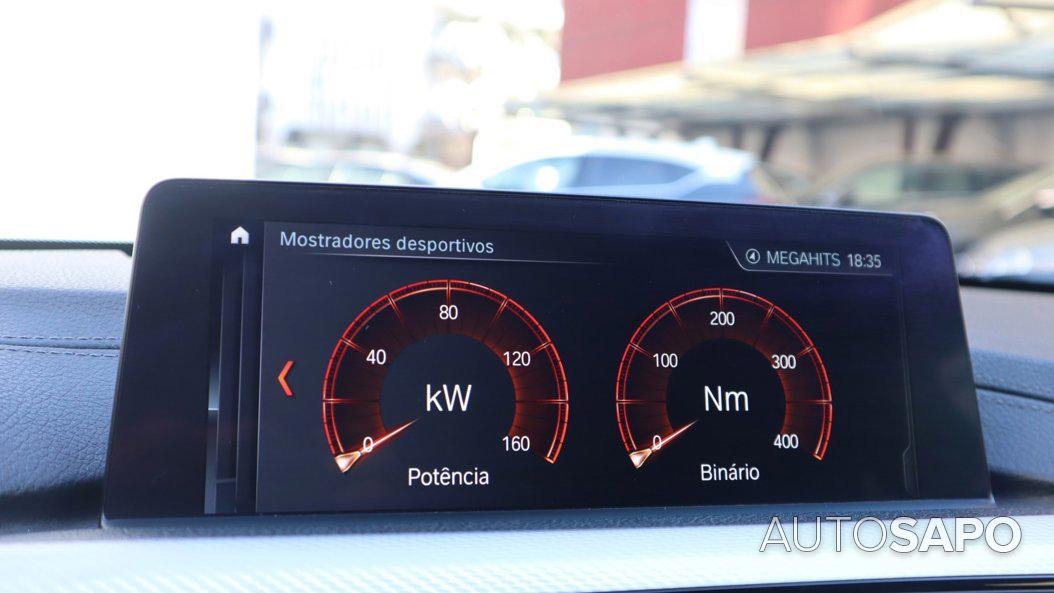 Mostradores desportivos
MEGAHITS 18:35
0
40
80
120
160
kW
Potência
0
100
200
300
400
Nm
Binário
AUTOSAPO